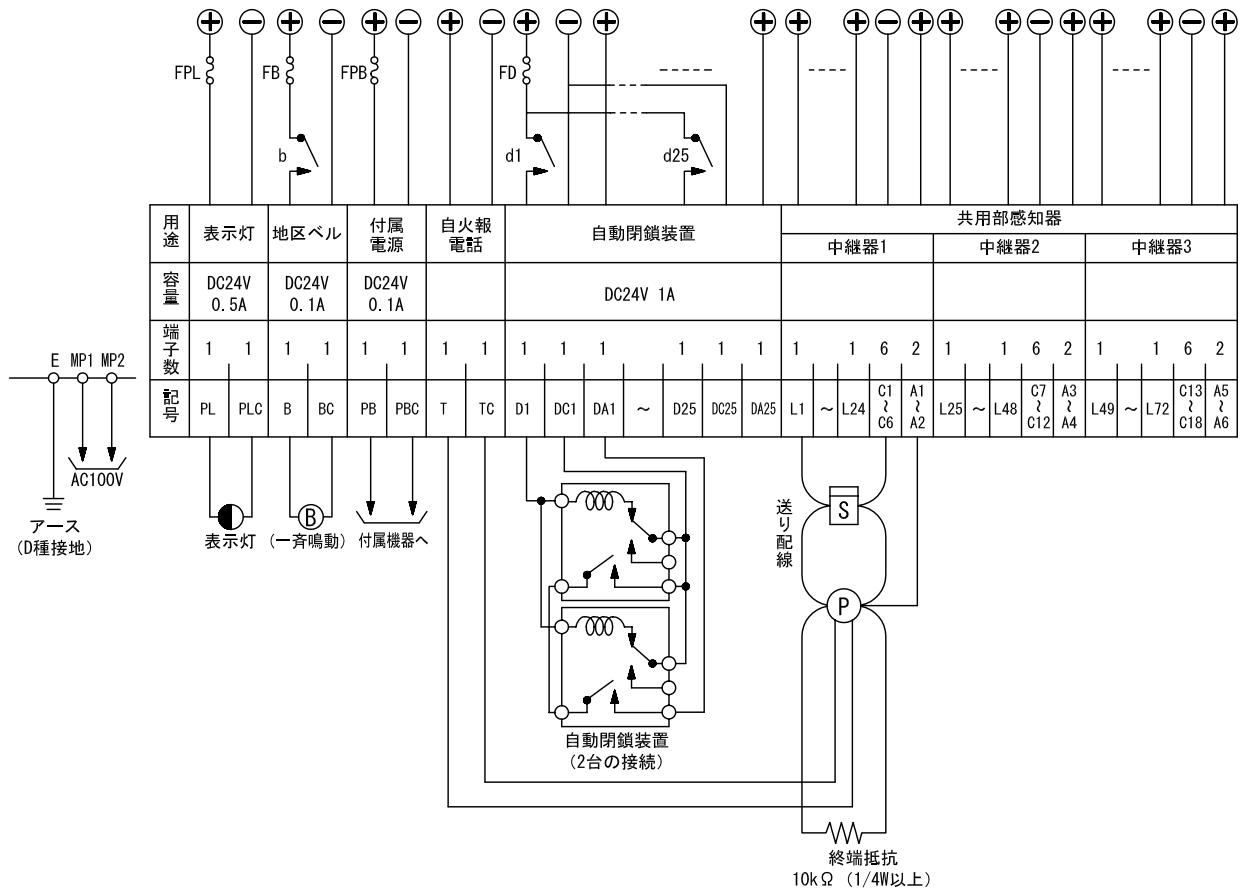 FPL
FB
FPB
FD
b
d1
d25
用途
表示灯
地区ベル
付属
電源
自火報
電話
自動閉鎖装置
共用部感知器
中継器1
中継器2
中継器3
容量
DC24V
0.5A
DC24V
0.1A
DC24V
0.1A
DC24V 1A
端子数
1 1 1 1 1 1 1 1 1 1 1 1 1 1 1 1 6 2 1 1 6 2 1 1 6 2
記号
PL PLC B BC PB PBC T TC D1 DC1 DA1 ～ D25 DC25 DA25 L1 ～ L24 C1～C6 A1～A2 L25 ～ L48 C7～C12 A3～A4 L49 ～ L72 C13～C18 A5～A6
E MP1 MP2
AC100V
アース
(D種接地)
表示灯
B
(一斉鳴動)
付属機器へ
送り配線
S
P
自動閉鎖装置
(2台の接続)
終端抵抗
10kΩ (1/4W以上)